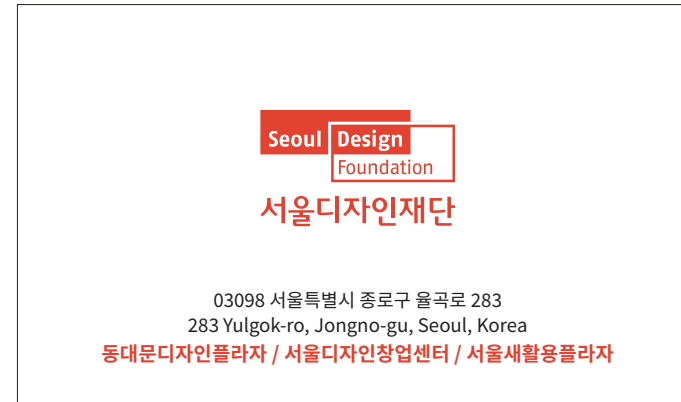 Seoul Design
Foundation
서울디자인재단
03098 서울특별시 종로구 율곡로 283
283 Yulgok-ro, Jongno-gu, Seoul, Korea
동대문디자인플라자 / 서울디자인창업센터 / 서울새활용플라자